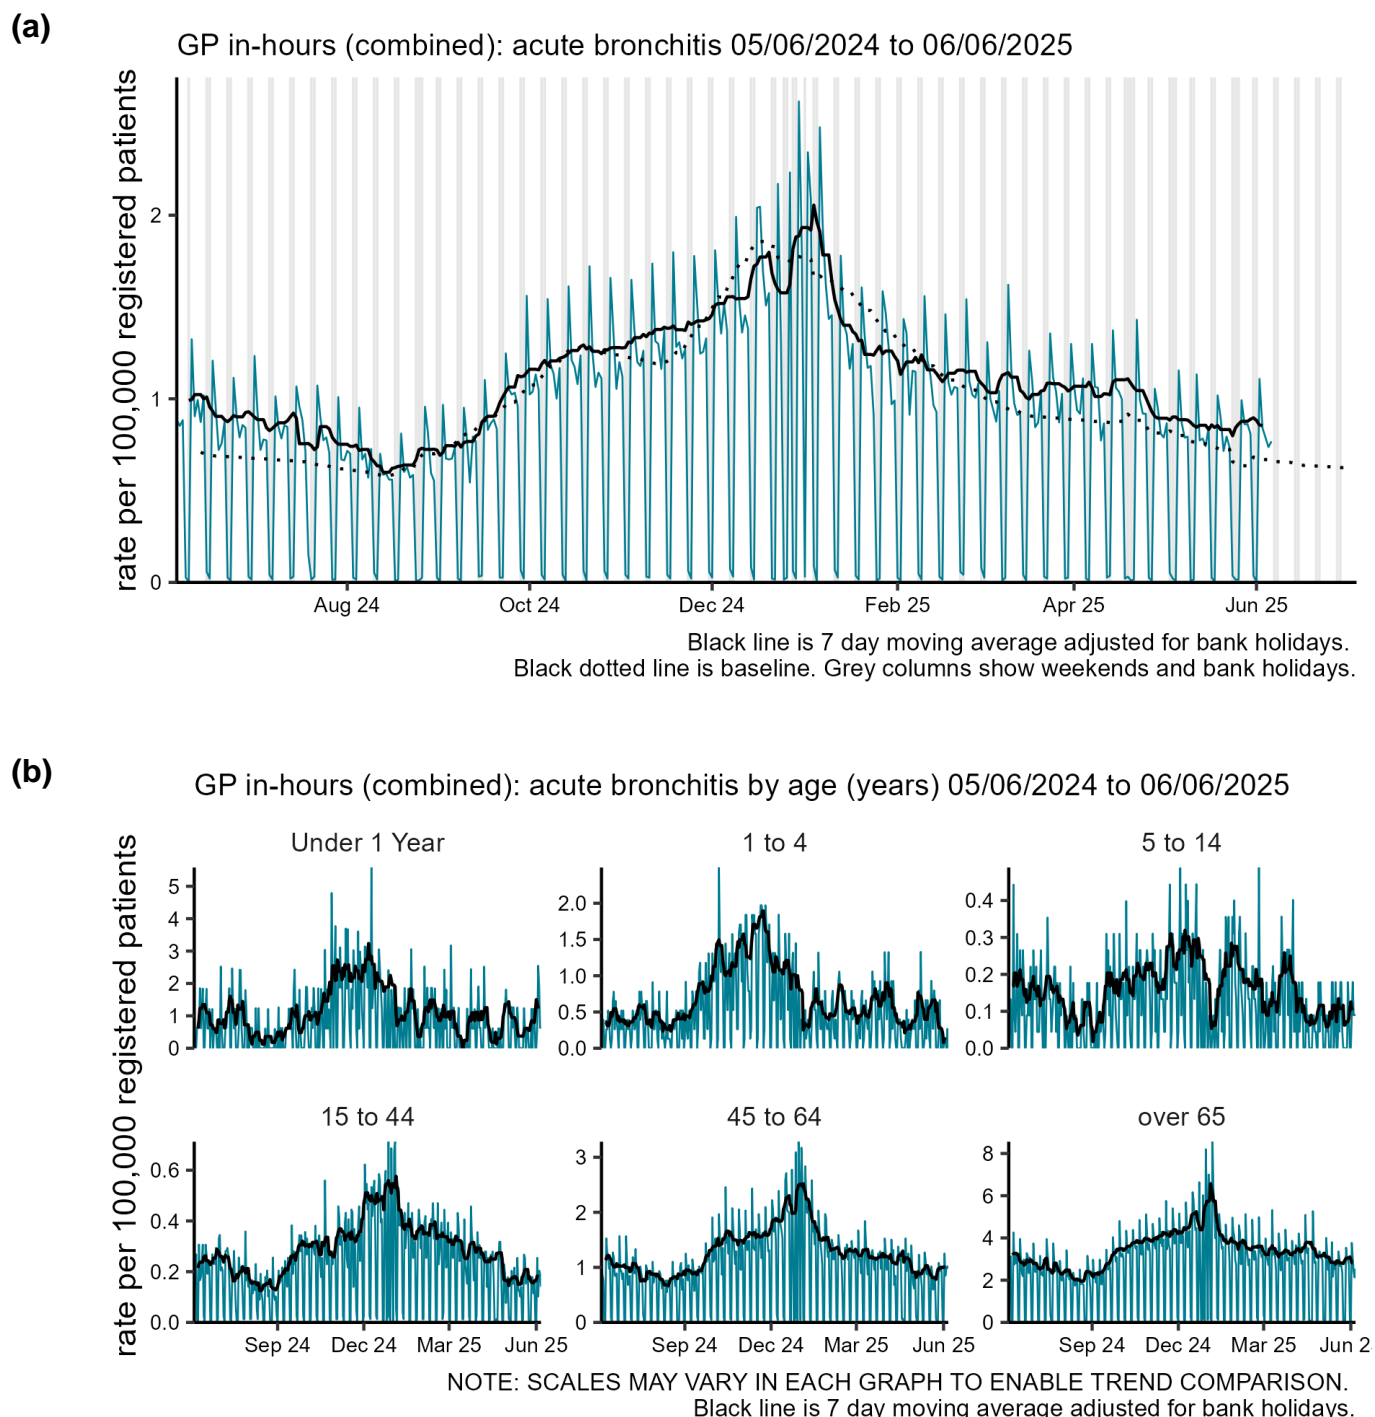 (a)
GP in-hours (combined): acute bronchitis 05/06/2024 to 06/06/2025
rate per 100,000 registered patients
2
1
0
Aug 24 Oct 24 Dec 24 Feb 25 Apr 25 Jun 25
Black line is 7 day moving average adjusted for bank holidays.
Black dotted line is baseline. Grey columns show weekends and bank holidays.
(b)
GP in-hours (combined): acute bronchitis by age (years) 05/06/2024 to 06/06/2025
rate per 100,000 registered patients
Under 1 Year
5
4
3
2
1
0
1 to 4
2.0
1.5
1.0
0.5
0.0
5 to 14
0.4
0.3
0.2
0.1
0.0
15 to 44
0.6
0.4
0.2
0.0
Sep 24 Dec 24 Mar 25 Jun 25
45 to 64
3
2
1
0
Sep 24 Dec 24 Mar 25 Jun 25
over 65
8
6
4
2
0
Sep 24 Dec 24 Mar 25 Jun 2
NOTE: SCALES MAY VARY IN EACH GRAPH TO ENABLE TREND COMPARISON.
Black line is 7 day moving average adjusted for bank holidays.